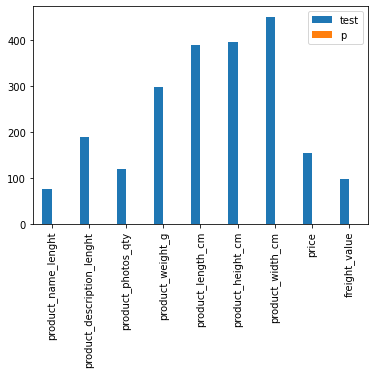 test
p
400
300
200
100
0
product_name_lenght
product_description_lenght
product_photos_qty
product_weight_g
product_length_cm
product_height_cm
product_width_cm
price
freight_value